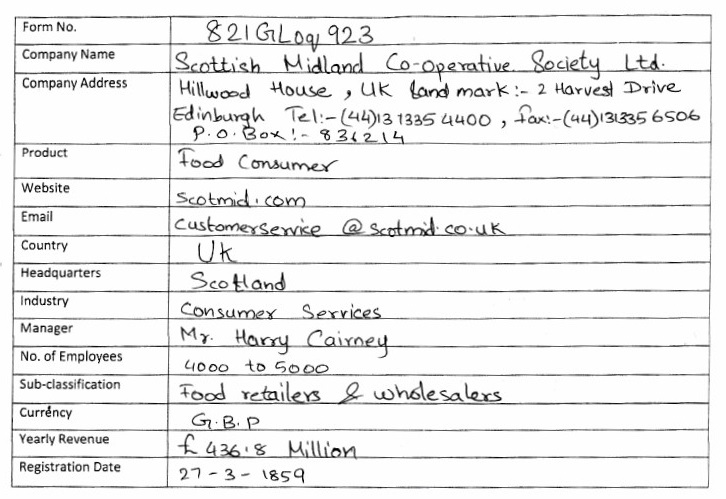 Form No. 821GLoq923
Company Name Scottish Midland Co-operative Society Ltd.
Company Address Hillwood House , UK Land mark :- 2 Harvest Drive
Edinburgh Tel:- (44)131335 4400 , fax:- (44)1313356506
P.O.Box :- 836214
Product Food Consumer
Website scotmid.com
Email customerservice @ scotmid.co.uk
Country UK
Headquarters Scotland
Industry Consumer Services
Manager Mr. Harry Cairney
No. of Employees 4000 to 5000
Sub-classification Food retailers & wholesalers
Currency G.B.P
Yearly Revenue £ 436.8 Million
Registration Date 27 - 3 - 1859